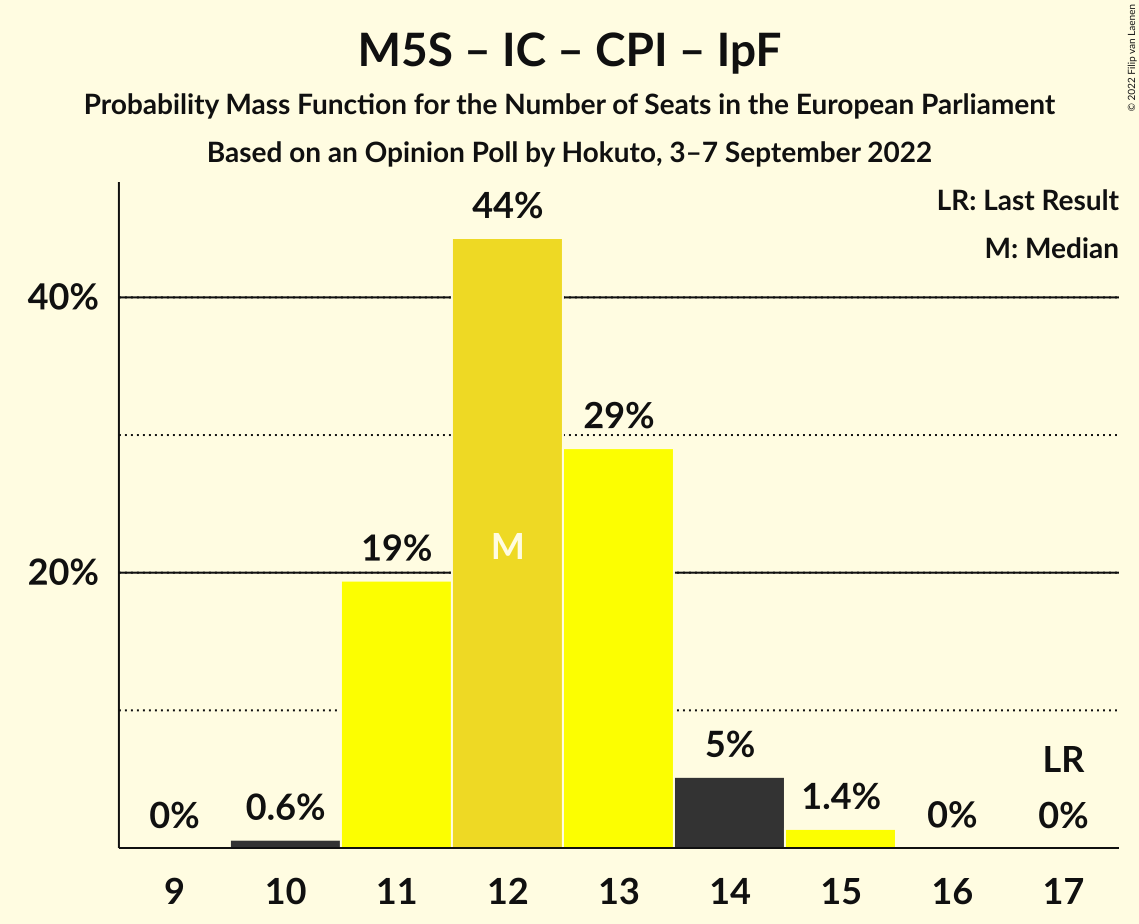 M5S – IC – CPI – IpF
Probability Mass Function for the Number of Seats in the European Parliament
Based on an Opinion Poll by Hokuto, 3–7 September 2022
© 2022 Filip van Laenen
LR: Last Result
M: Median
44%
40%
29%
M
19%
20%
5%
LR
0%
0.6%
1.4%
0%
0%
9 10 11 12 13 14 15 16 17